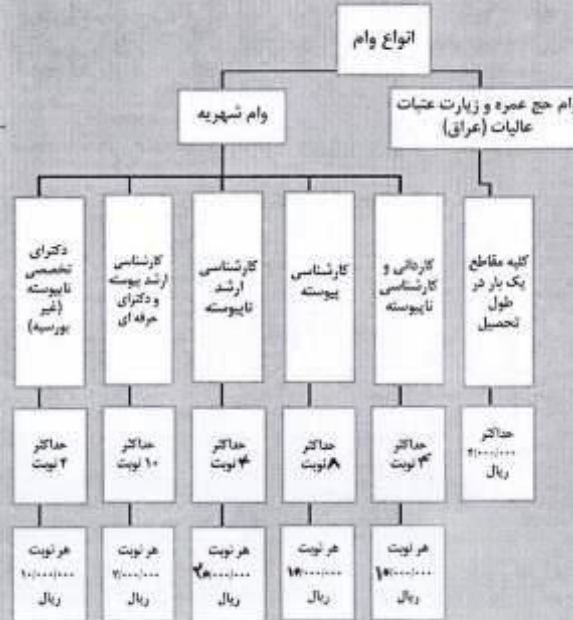 انواع وام
وام حج عمره و زیارت عتبات
عالیات (عراق)
وام شهریه
کلیه مقاطع
یک بار در
طول
تحصیل
کاردانی و
کارشناسی
ناپیوسته
کارشناسی
پیوسته
کارشناسی
ارشد
ناپیوسته
کارشناسی
ارشد پیوسته
و دکترای
حرفه ای
دکترای
تخصصی
ناپیوسته
(غیر
بورسیه)
حداکثر
ریال
حداکثر
نوبت
حداکثر
۸ نوبت
حداکثر
نوبت
حداکثر
۱۰ نوبت
حداکثر
نوبت
هر نوبت
ریال
هر نوبت
ریال
هر نوبت
ریال
هر نوبت
ریال
هر نوبت
۱۰/۰۰۰/۰۰۰
ریال